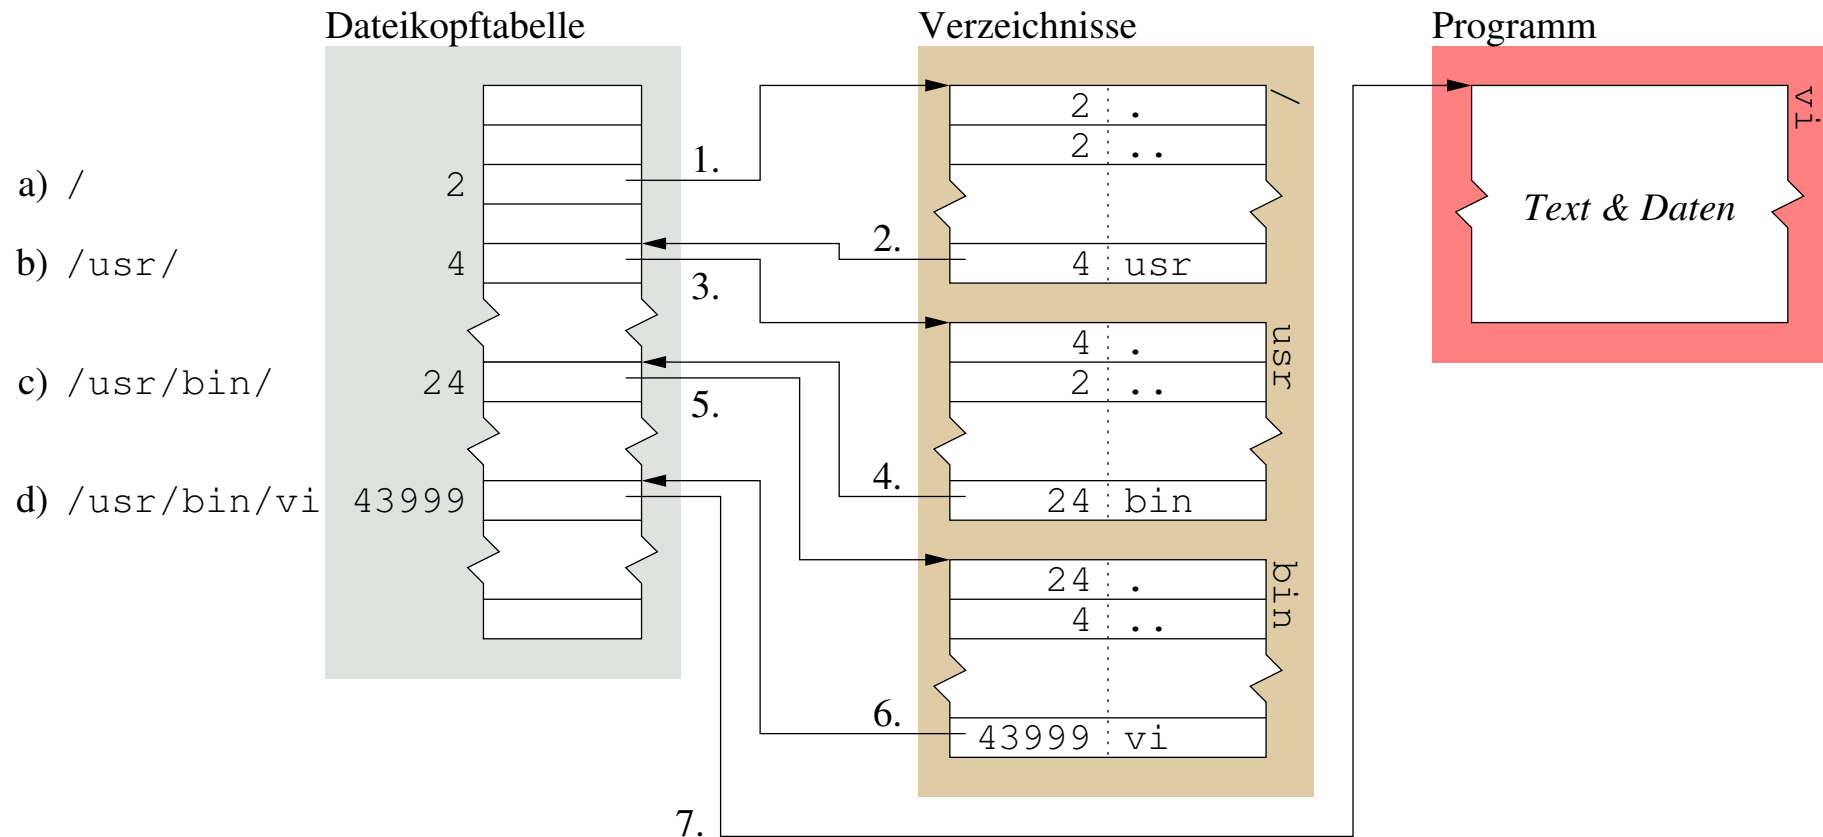 Dateikopftabelle
Verzeichnisse
Programm
a) /
2
b) /usr/
4
c) /usr/bin/
24
d) /usr/bin/vi
43999
1.
2.
3.
4.
5.
6.
7.
/
2 .
2 ..
4 usr
usr
4 .
2 ..
24 bin
bin
24 .
4 ..
43999 vi
vi
Text & Daten